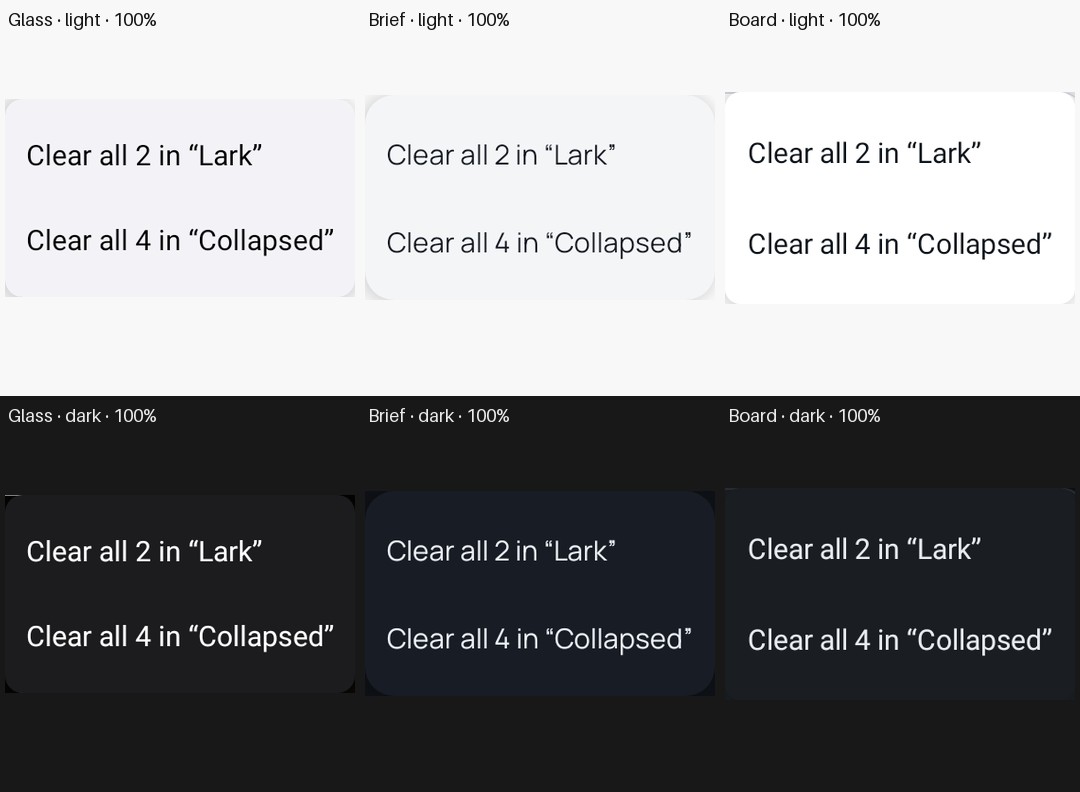 Glass · light · 100%
Brief · light · 100%
Board · light · 100%
Clear all 2 in “Lark”
Clear all 4 in “Collapsed”
Clear all 2 in “Lark”
Clear all 4 in “Collapsed”
Clear all 2 in “Lark”
Clear all 4 in “Collapsed”
Glass · dark · 100%
Brief · dark · 100%
Board · dark · 100%
Clear all 2 in “Lark”
Clear all 4 in “Collapsed”
Clear all 2 in “Lark”
Clear all 4 in “Collapsed”
Clear all 2 in “Lark”
Clear all 4 in “Collapsed”